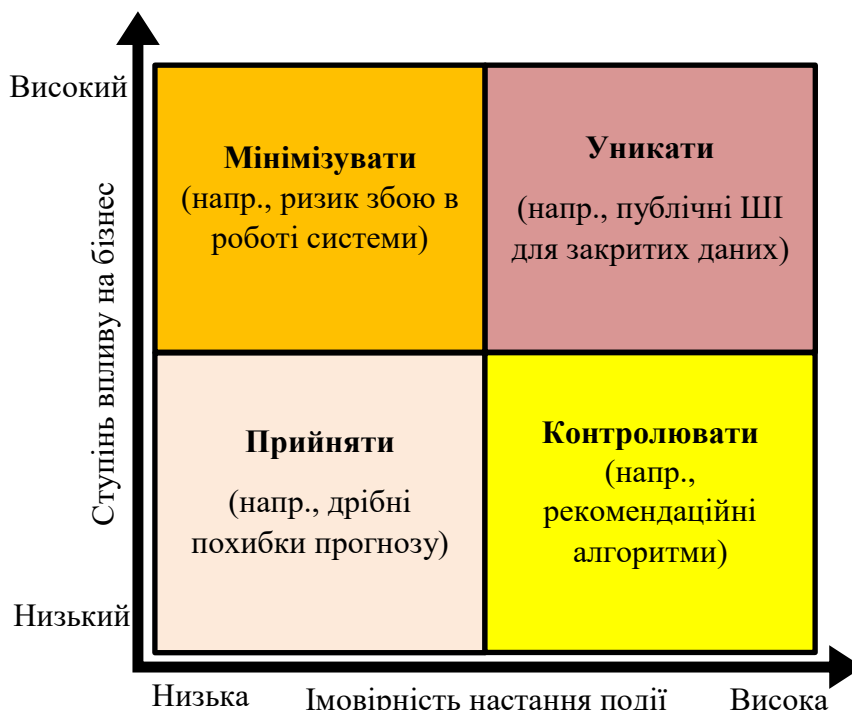 Високий
Ступінь впливу на бізнес
Низький
Мінімізувати
(напр., ризик збою в
роботі системи)
Уникати
(напр., публічні ШІ
для закритих даних)
Прийняти
(напр., дрібні
похибки прогнозу)
Контролювати
(напр.,
рекомендаційні
алгоритми)
Низька
Імовірність настання події
Висока